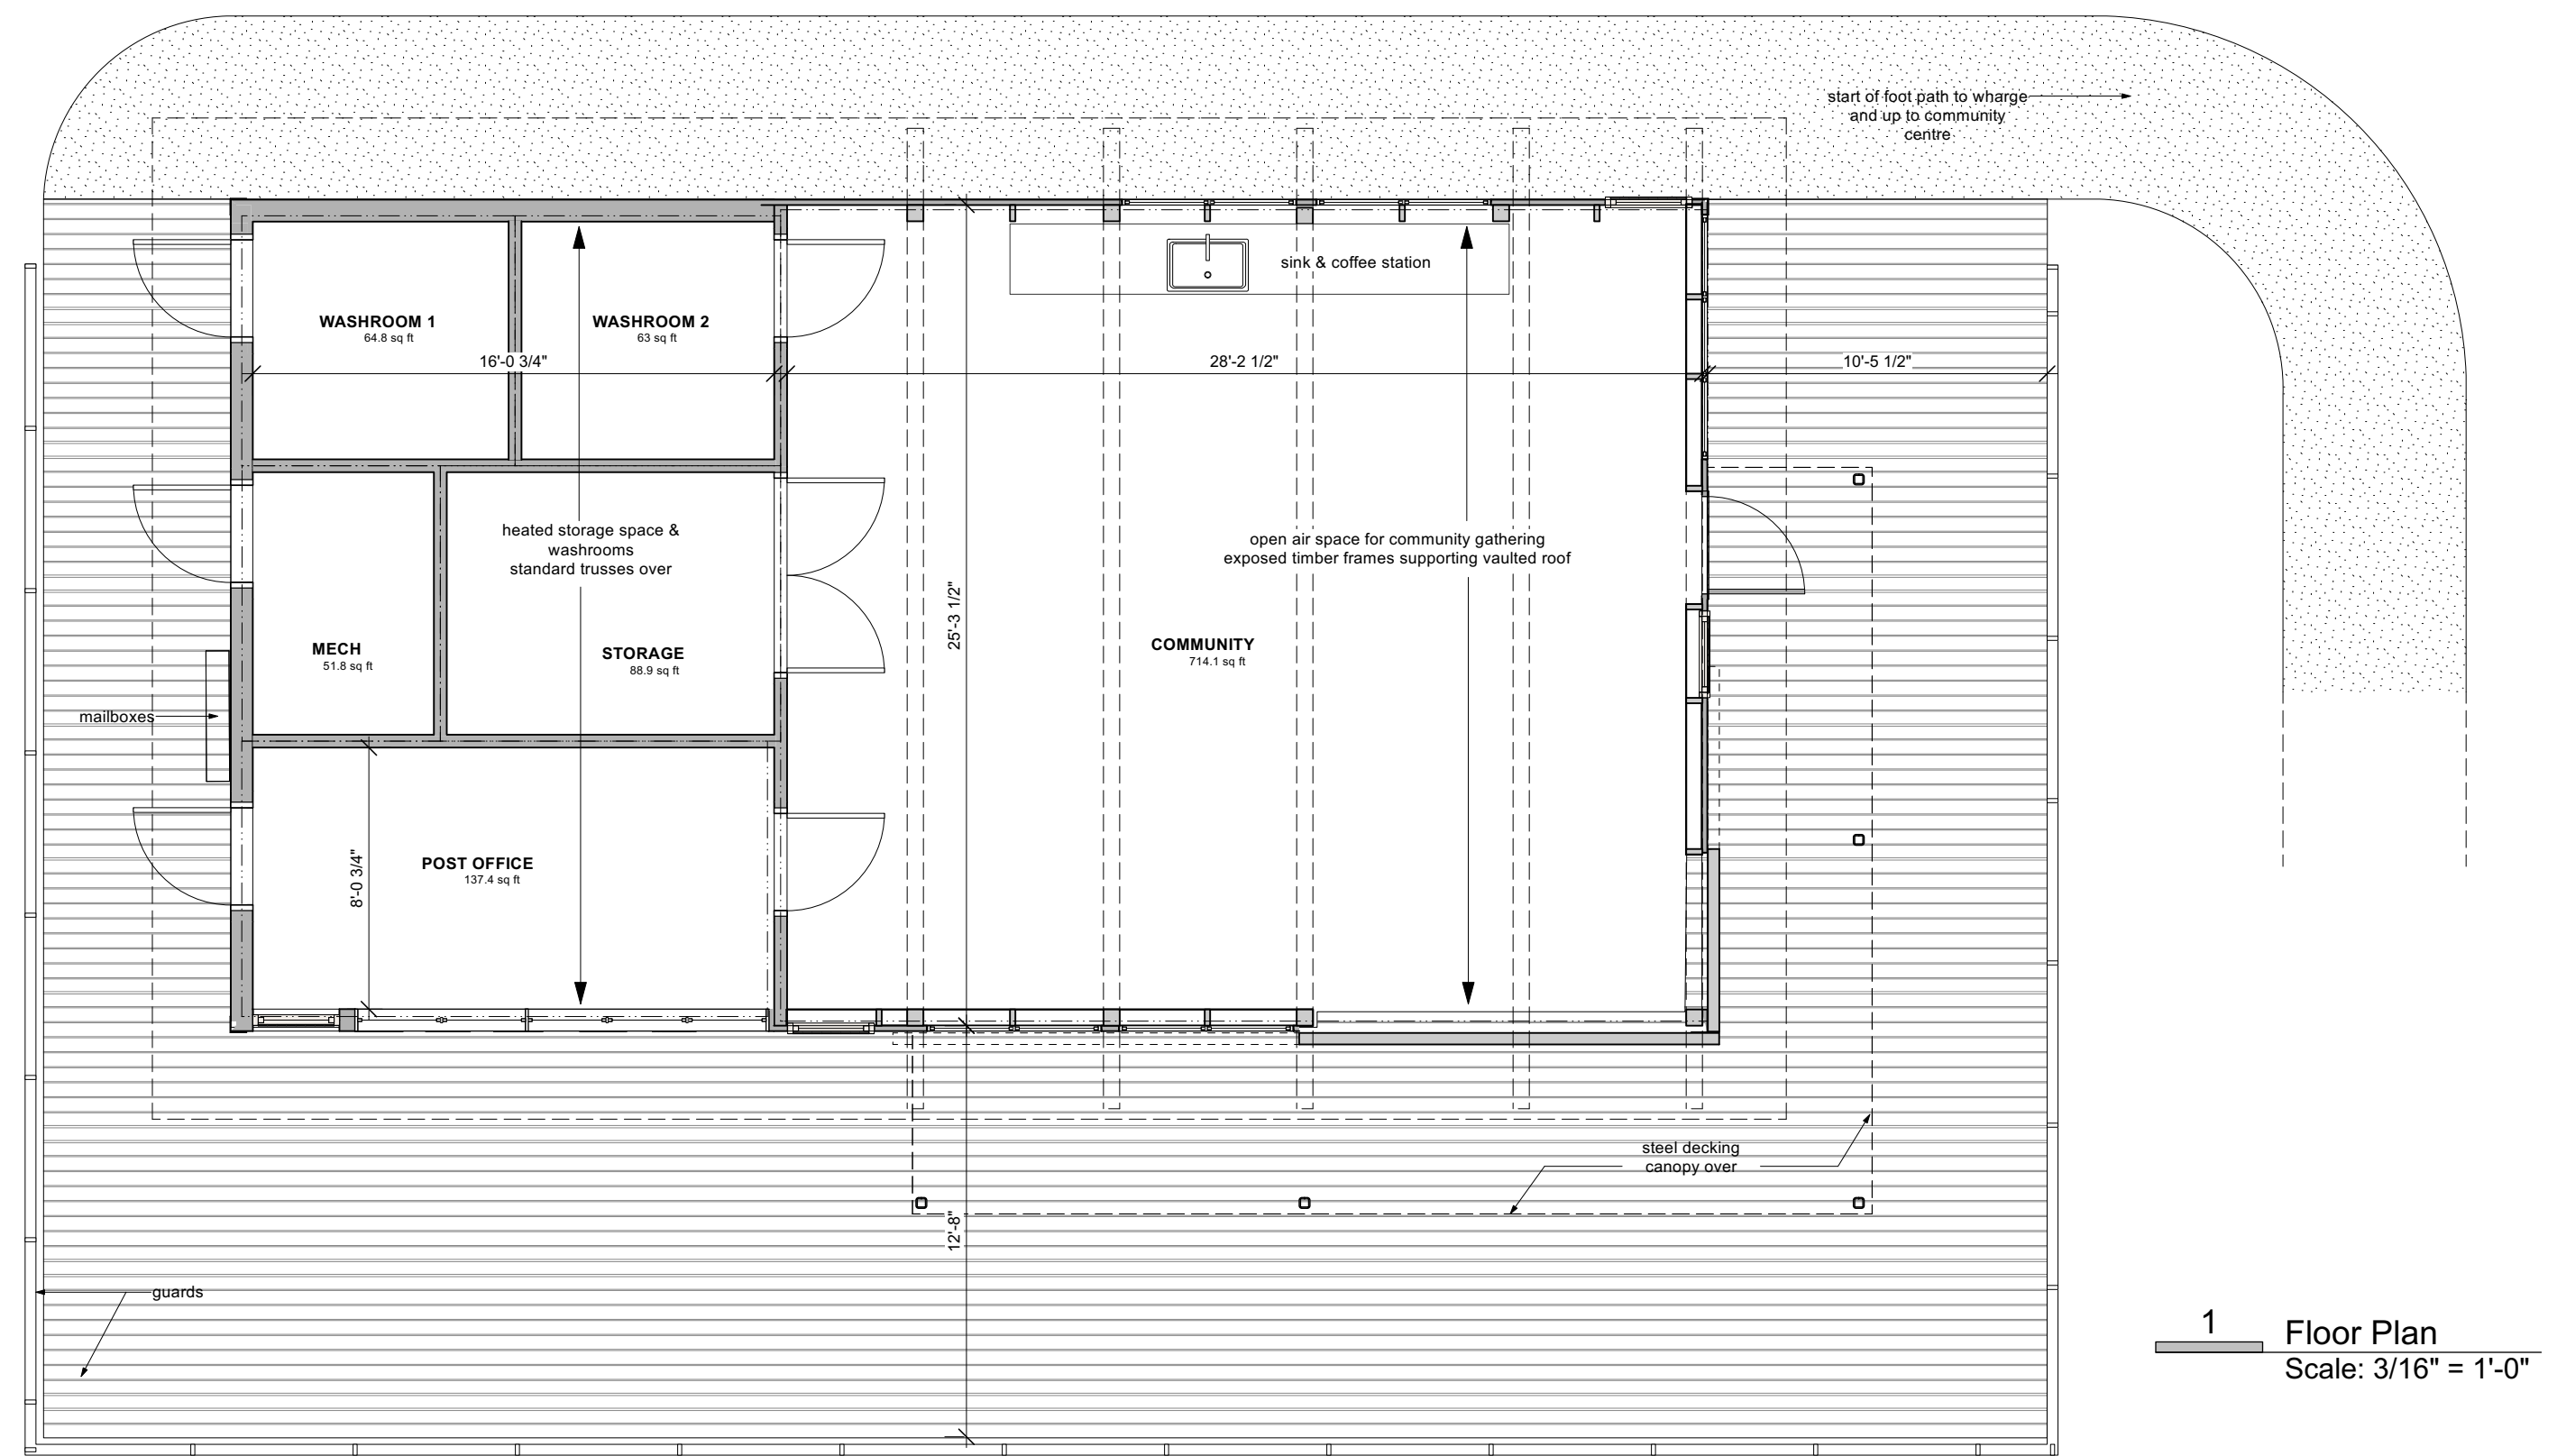 start of foot path to wharge
and up to community
centre
sink & coffee station
WASHROOM 1
64.8 sq ft
WASHROOM 2
63 sq ft
16'-0 3/4"
28'-2 1/2"
10'-5 1/2"
heated storage space &
washrooms
standard trusses over
open air space for community gathering
exposed timber frames supporting vaulted roof
25'-3 1/2"
MECH
51.8 sq ft
STORAGE
88.9 sq ft
COMMUNITY
714.1 sq ft
mailboxes
POST OFFICE
137.4 sq ft
8'-0 3/4"
steel decking
canopy over
12'-8"
guards
1
Floor Plan
Scale: 3/16" = 1'-0"